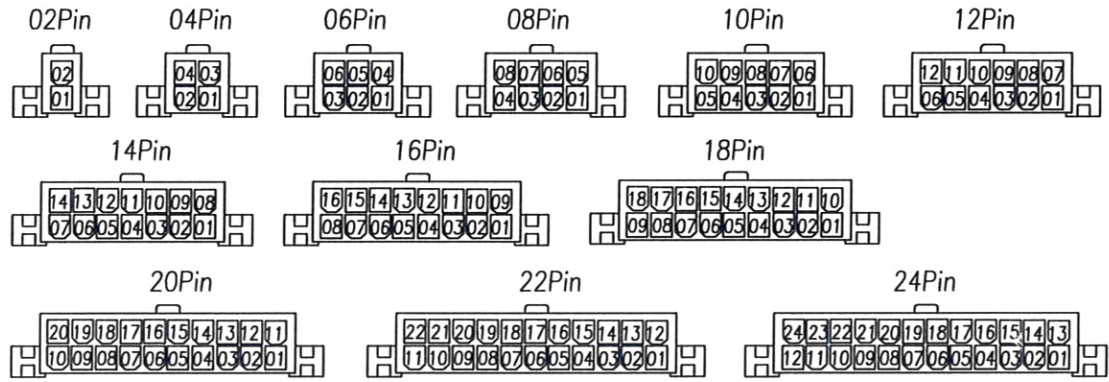 02Pin 04Pin 06Pin 08Pin 10Pin 12Pin
02 04 03 06 05 04 08 07 06 05 10 09 08 07 06 12 11 10 09 08 07
01 02 01 03 02 01 04 03 02 01 05 04 03 02 01 06 05 04 03 02 01
14Pin 16Pin 18Pin
14 13 12 11 10 09 08 16 15 14 13 12 11 10 09 18 17 16 15 14 13 12 11 10
07 06 05 04 03 02 01 08 07 06 05 04 03 02 01 09 08 07 06 05 04 03 02 01
20Pin 22Pin 24Pin
20 19 18 17 16 15 14 13 12 11 22 21 20 19 18 17 16 15 14 13 12 24 23 22 21 20 19 18 17 16 15 14 13
10 09 08 07 06 05 04 03 02 01 11 10 09 08 07 06 05 04 03 02 01 12 11 10 09 08 07 06 05 04 03 02 01